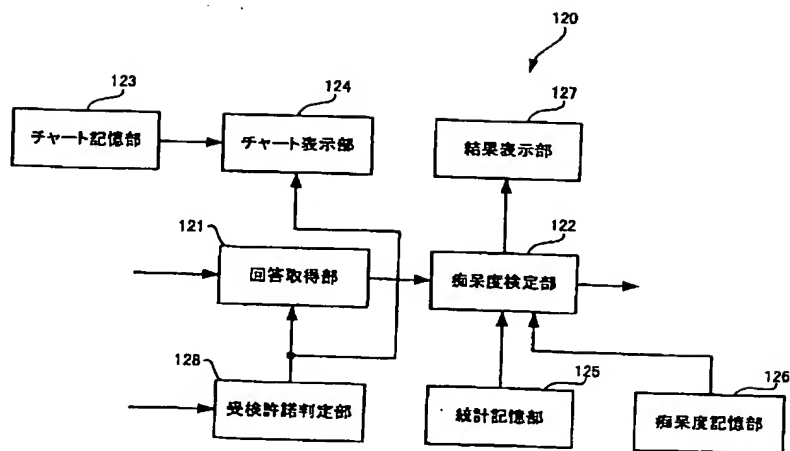 120
123
124
127
チャート記憶部
チャート表示部
結果表示部
121
122
回答取得部
痴呆度検定部
128
125
126
受検許諾判定部
統計記憶部
痴呆度記憶部